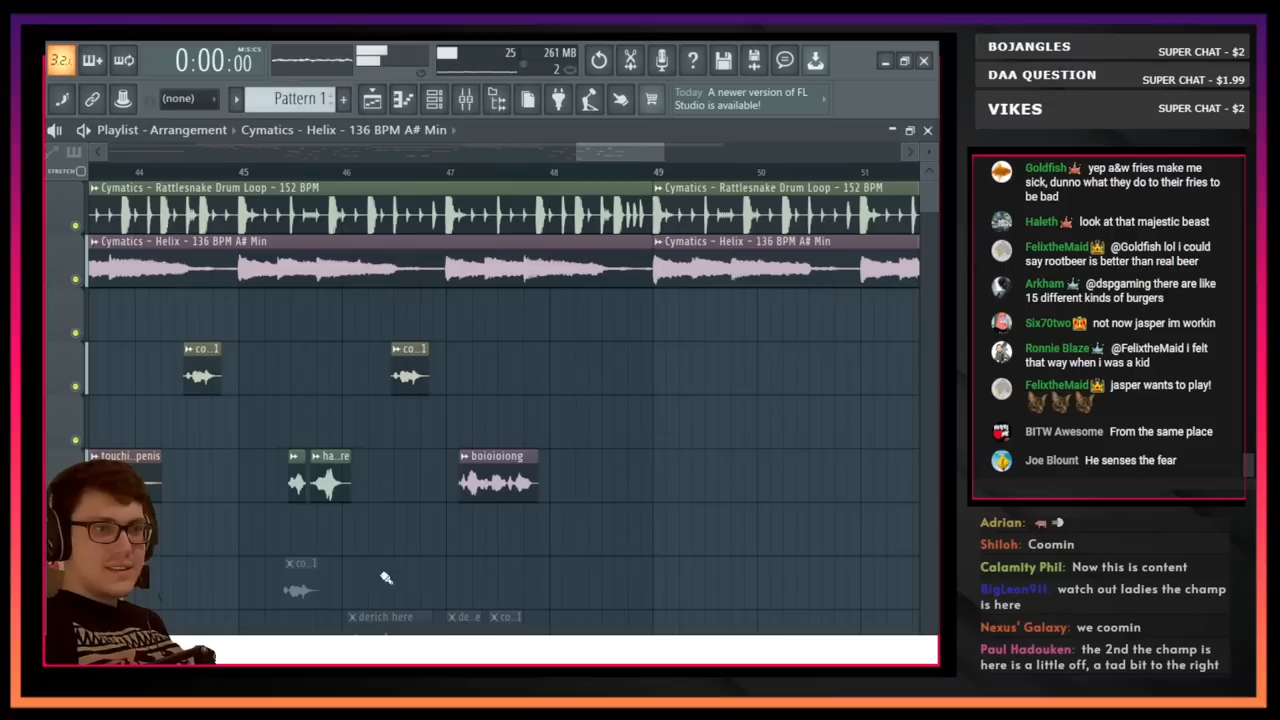 BOJANGLES
SUPER CHAT - $2
DAA QUESTION
SUPER CHAT - $1.99
VIKES
SUPER CHAT - $2
3.2
0:00:00
M:S:CS
25
261 MB
2
(none)
Pattern 1
Today A newer version of FL
Studio is available!
Playlist - Arrangement
Cymatics - Helix - 136 BPM A# Min
STRETCH
44
45
46
47
48
49
50
51
Cymatics - Rattlesnake Drum Loop - 152 BPM
Cymatics - Rattlesnake Drum Loop - 152 BPM
Cymatics - Helix - 136 BPM A# Min
Cymatics - Helix - 136 BPM A# Min
co..1
co..1
touchi..penis
ha..re
boioioiong
co..1
derich here
de..e
co..1
Goldfish yep a&w fries make me
sick, dunno what they do to their fries to
be bad
Haleth look at that majestic beast
FelixtheMaid @Goldfish lol i could
say rootbeer is better than real beer
Arkham @dspgaming there are like
15 different kinds of burgers
Six70two not now jasper im workin
Ronnie Blaze @FelixtheMaid i felt
that way when i was a kid
FelixtheMaid jasper wants to play!
BITW Awesome From the same place
Joe Blount He senses the fear
Adrian:
Shiloh: Coomin
Calamity Phil: Now this is content
BigLeon911 watch out ladies the champ
is here
Nexus' Galaxy: we coomin
Paul Hadouken: the 2nd the champ is
here is a little off, a tad bit to the right